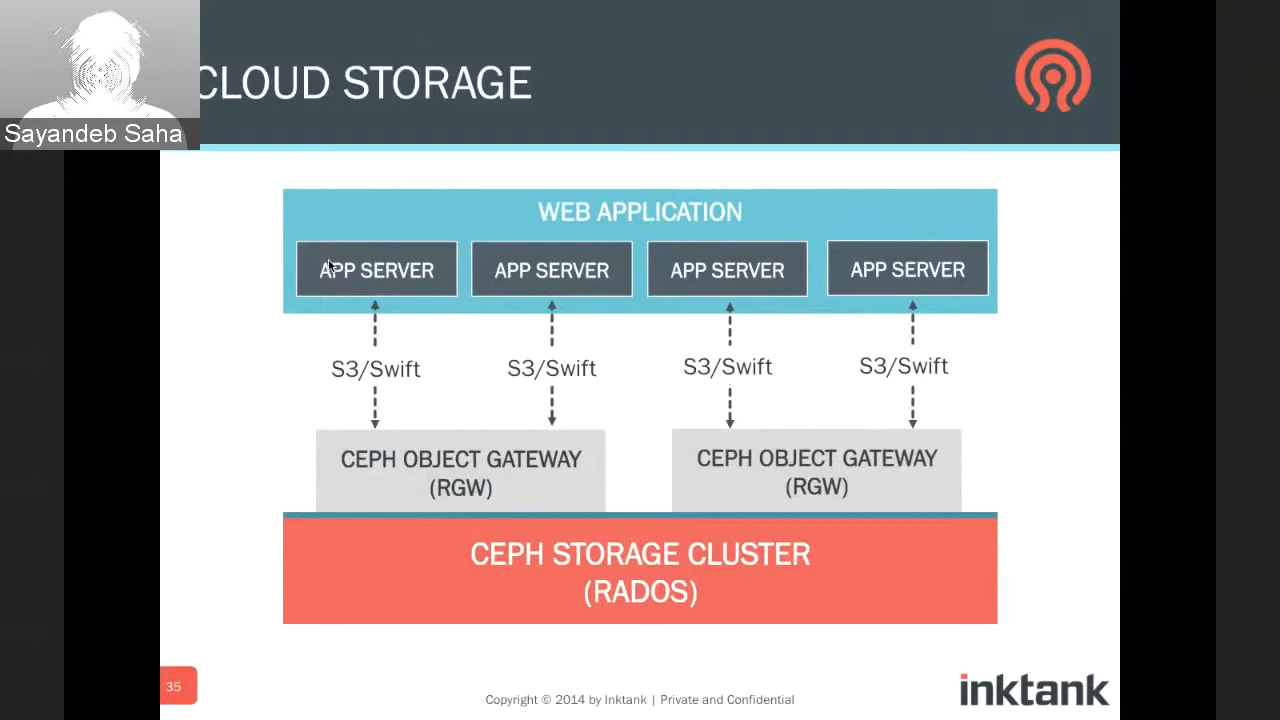 Sayandeb Saha
CLOUD STORAGE
WEB APPLICATION
APP SERVER APP SERVER APP SERVER APP SERVER
S3/Swift S3/Swift S3/Swift S3/Swift
CEPH OBJECT GATEWAY
(RGW)
CEPH OBJECT GATEWAY
(RGW)
CEPH STORAGE CLUSTER
(RADOS)
35
Copyright © 2014 by Inktank | Private and Confidential
inktank